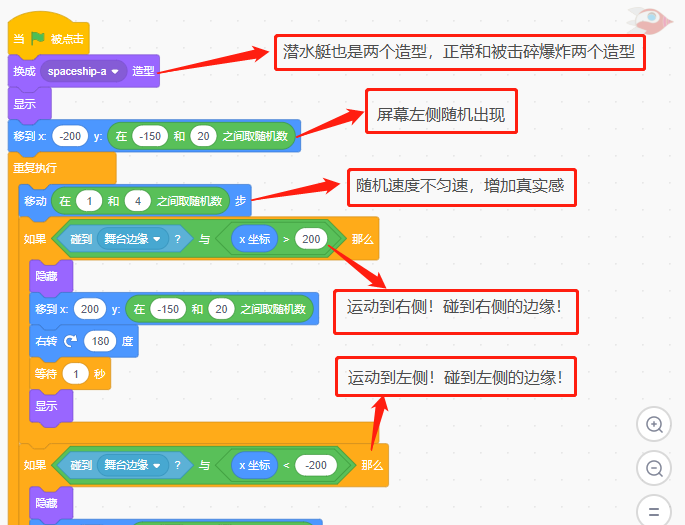 当 被点击
换成 spaceship-a 造型
潜水艇也是两个造型，正常和被击碎爆炸两个造型
显示
移到 x: -200 y: 在 -150 和 20 之间取随机数
屏幕左侧随机出现
重复执行
移动 在 1 和 4 之间取随机数 步
随机速度不匀速，增加真实感
如果 碰到 舞台边缘 ? 与 x 坐标 > 200 那么
隐藏
移到 x: 200 y: 在 -150 和 20 之间取随机数
运动到右侧！碰到右侧的边缘！
右转 180 度
等待 1 秒
运动到左侧！碰到左侧的边缘！
显示
如果 碰到 舞台边缘 ? 与 x 坐标 < -200 那么
隐藏